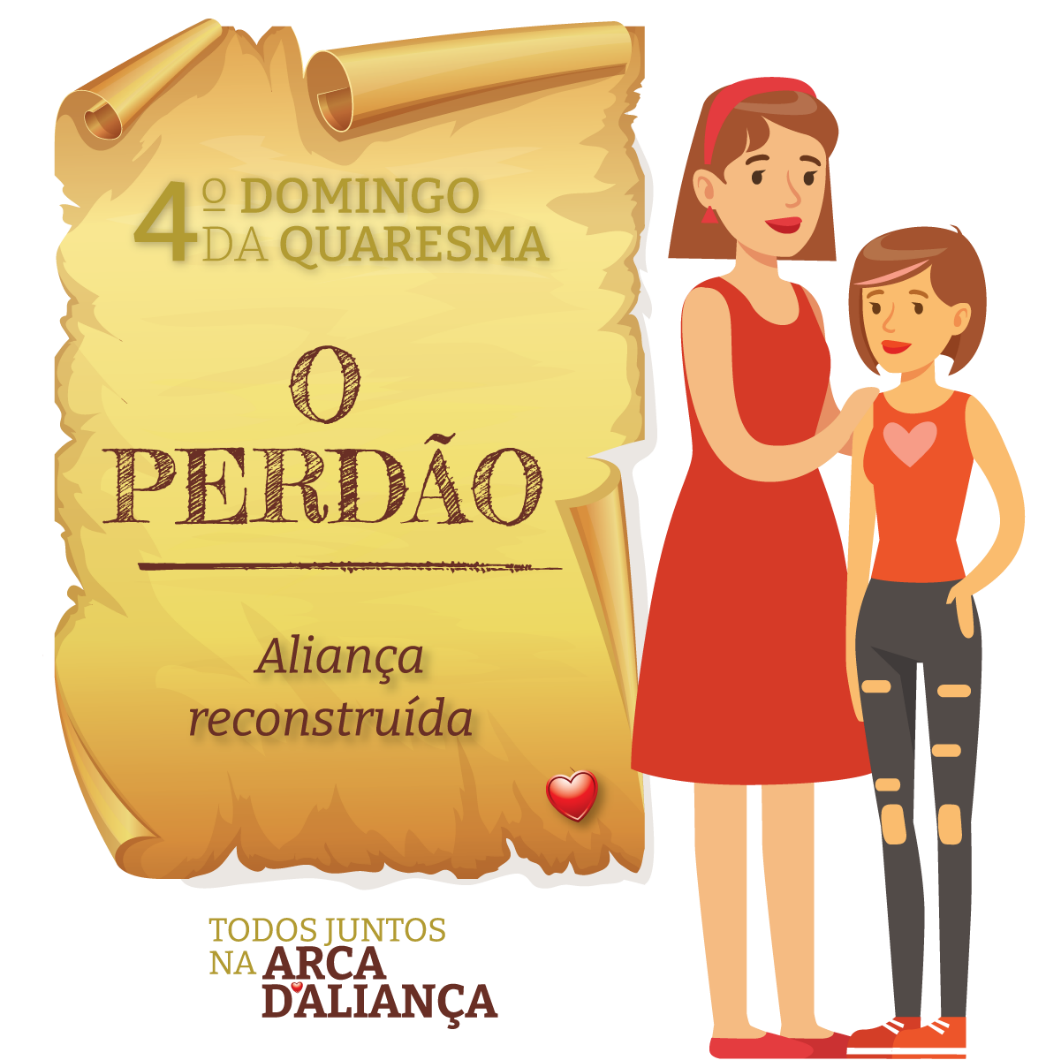 4º DOMINGO
DA QUARESMA
O
PERDÃO
Aliança
reconstruída
TODOS JUNTOS
NA ARCA
D'ALIANÇA